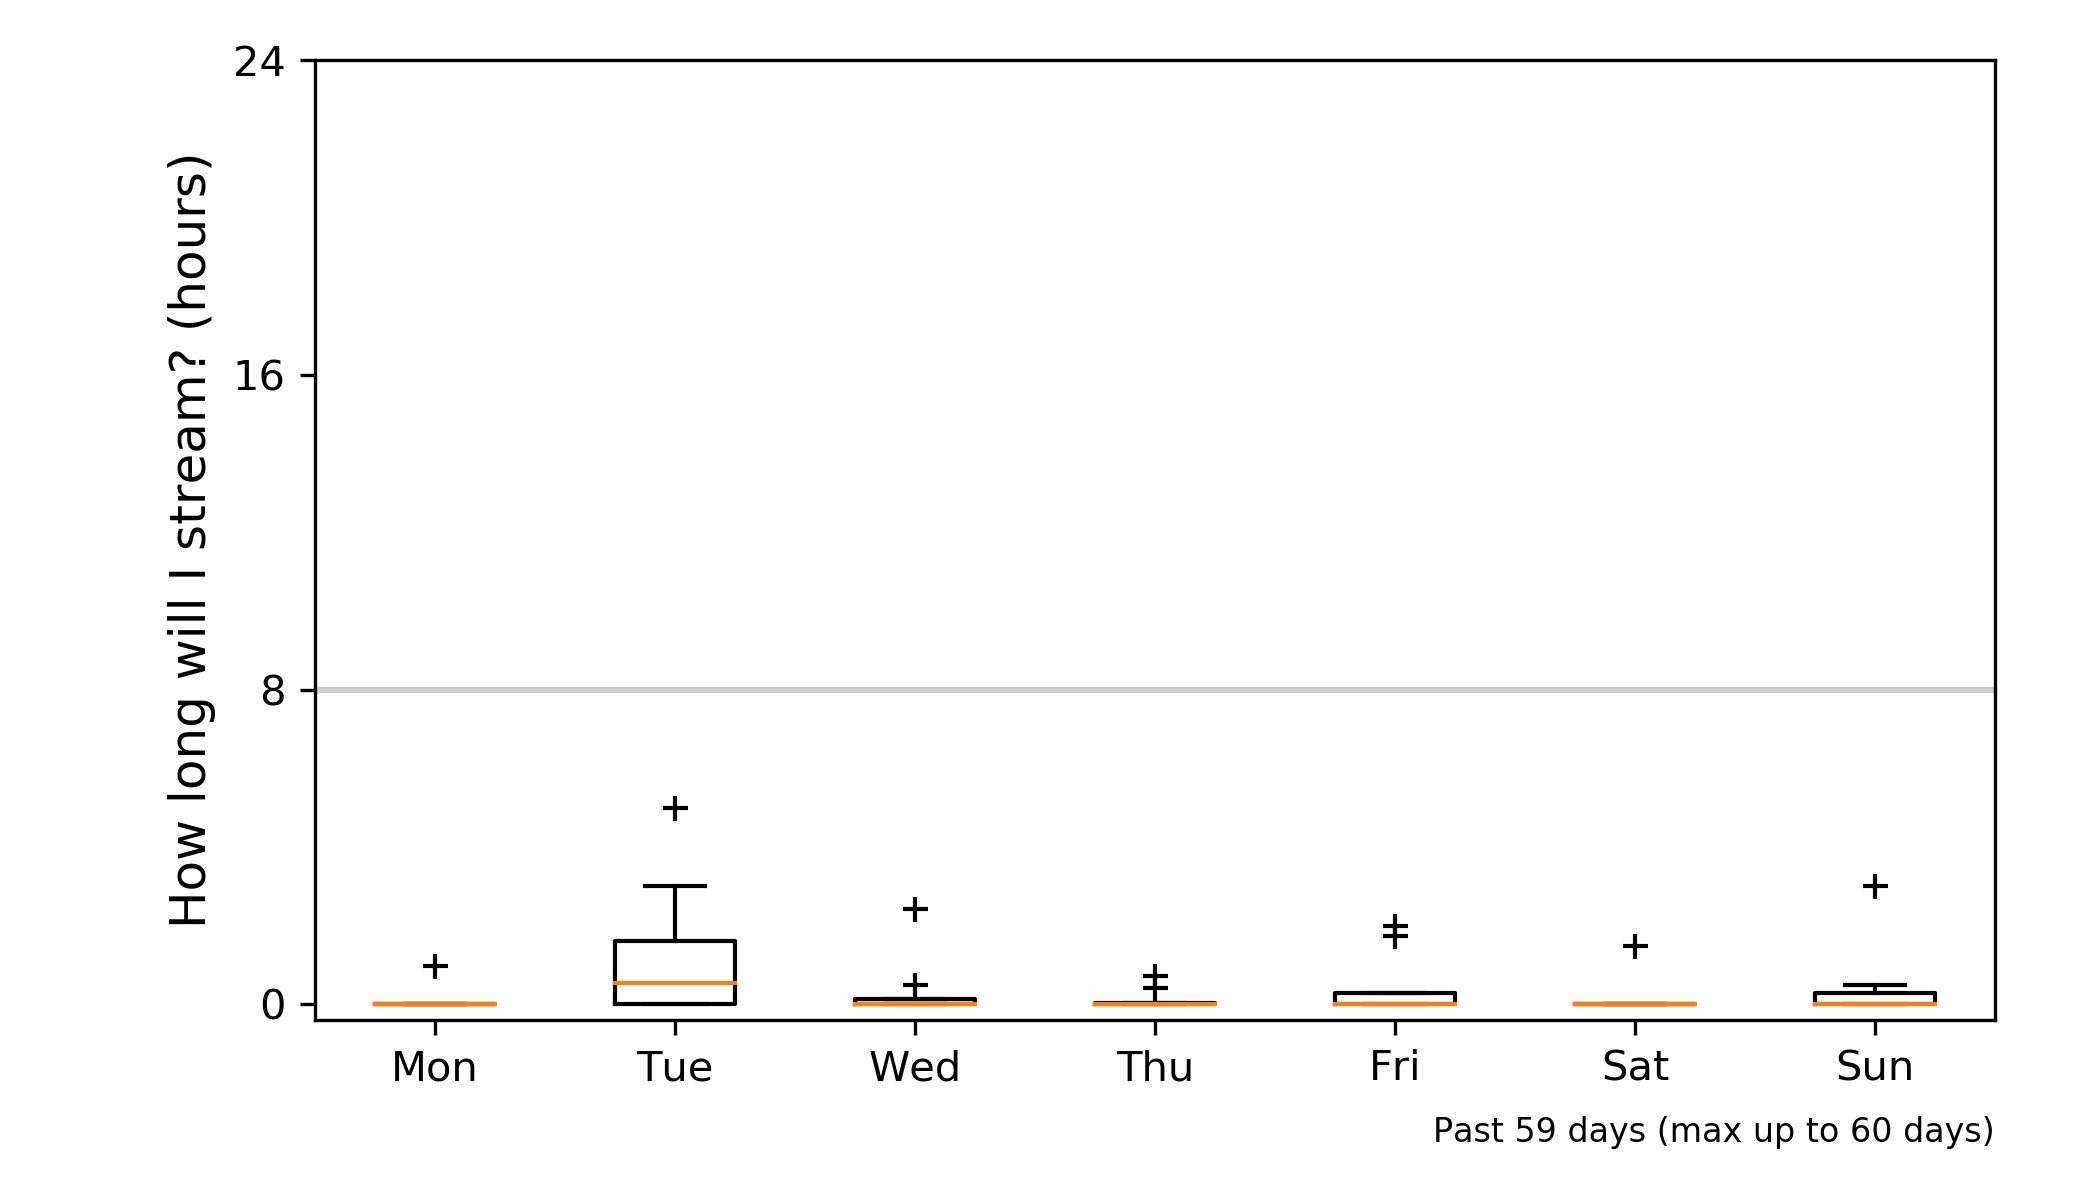 How long will I stream? (hours)
24
16
8
0
Mon Tue Wed Thu Fri Sat Sun
Past 59 days (max up to 60 days)